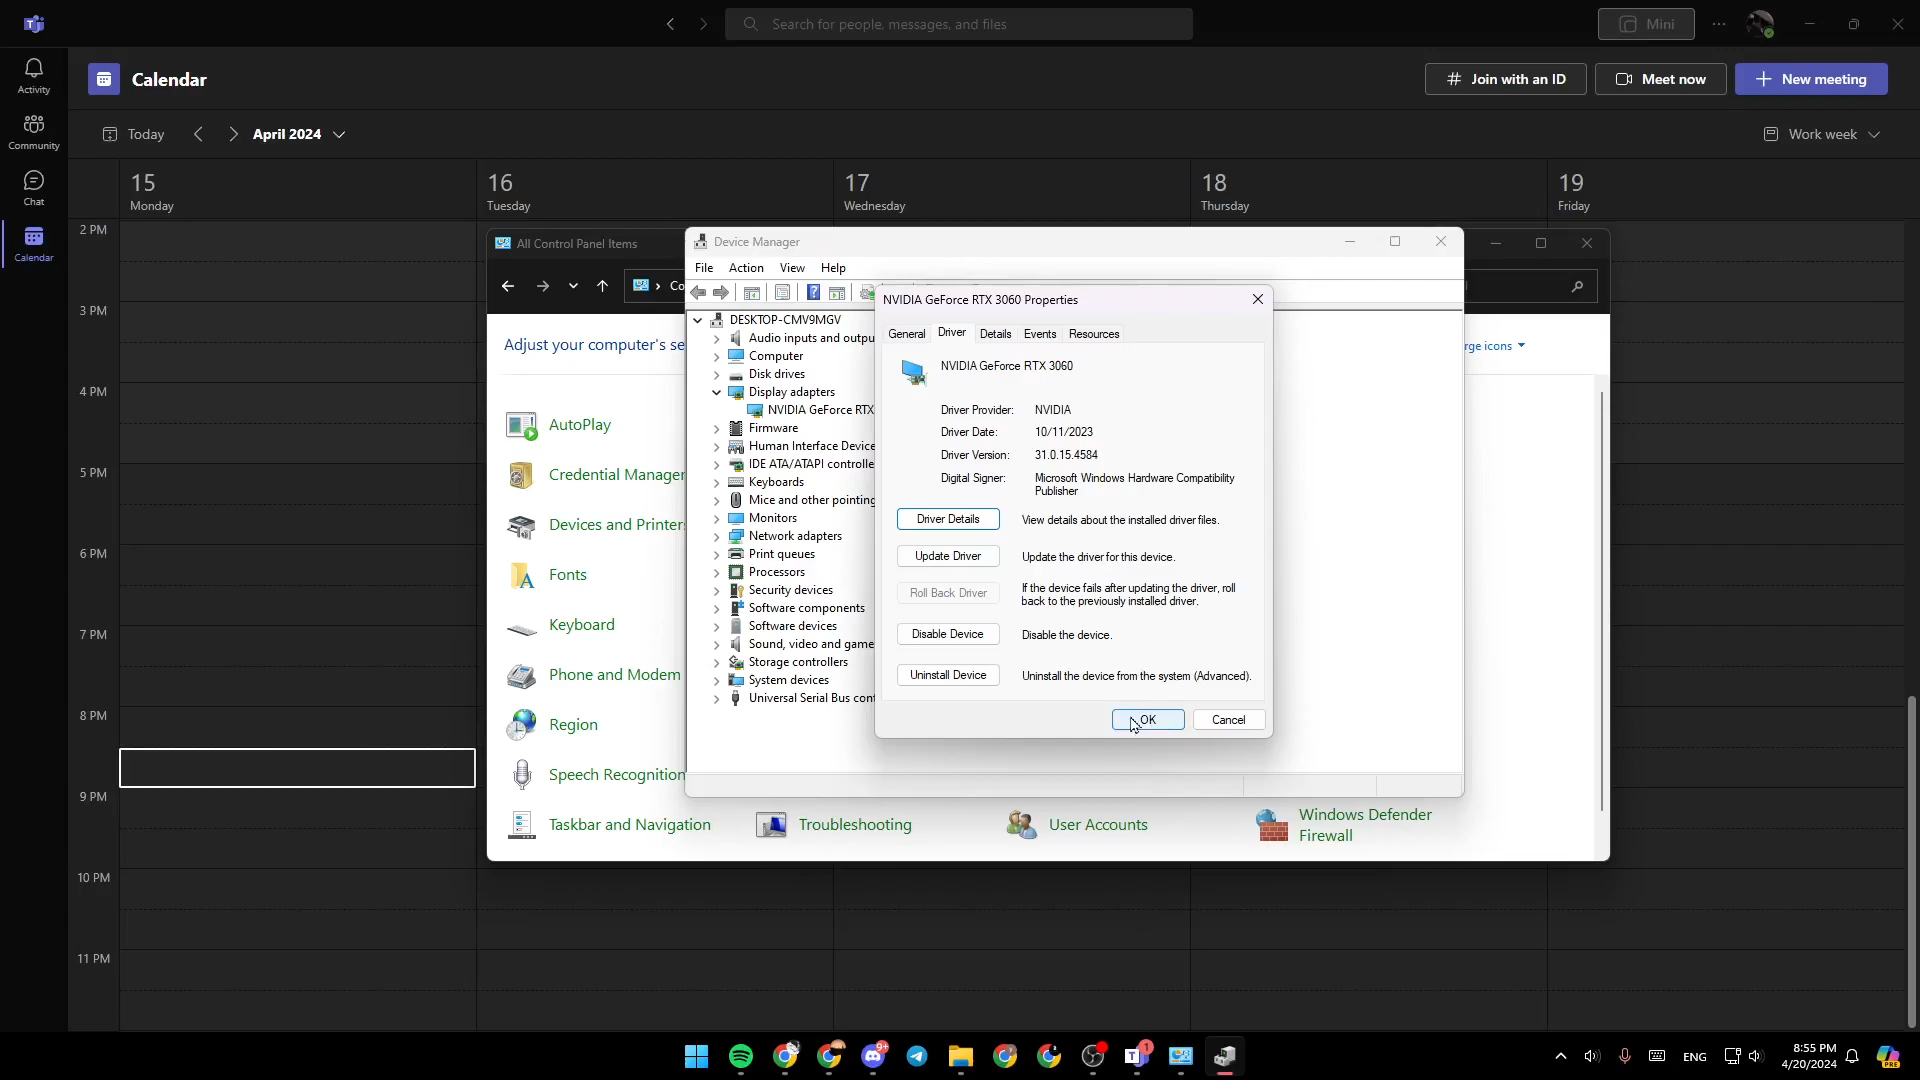 Search for people, messages, and files
Mini
Activity
Community
Chat
Calendar
Calendar
Join with an ID
Meet now
New meeting
Today
April 2024
Work week
15
Monday
16
Tuesday
17
Wednesday
18
Thursday
19
Friday
2 PM
3 PM
4 PM
5 PM
6 PM
7 PM
8 PM
9 PM
10 PM
11 PM
All Control Panel Items
Co
Adjust your computer's se
rge icons
AutoPlay
Credential Manager
Devices and Printers
Fonts
Keyboard
Phone and Modem
Region
Speech Recognition
Taskbar and Navigation
Troubleshooting
User Accounts
Windows Defender
Firewall
Device Manager
File Action View Help
DESKTOP-CMV9MGV
Audio inputs and outpu
Computer
Disk drives
Display adapters
NVIDIA GeForce RTX
Firmware
Human Interface Device
IDE ATA/ATAPI controlle
Keyboards
Mice and other pointing
Monitors
Network adapters
Print queues
Processors
Security devices
Software components
Software devices
Sound, video and game
Storage controllers
System devices
Universal Serial Bus cont
NVIDIA GeForce RTX 3060 Properties
General Driver Details Events Resources
NVIDIA GeForce RTX 3060
Driver Provider: NVIDIA
Driver Date: 10/11/2023
Driver Version: 31.0.15.4584
Digital Signer: Microsoft Windows Hardware Compatibility
Publisher
Driver Details View details about the installed driver files.
Update Driver Update the driver for this device.
Roll Back Driver If the device fails after updating the driver, roll
back to the previously installed driver.
Disable Device Disable the device.
Uninstall Device Uninstall the device from the system (Advanced).
OK Cancel
9+
1
ENG
8:55 PM
4/20/2024
PRE